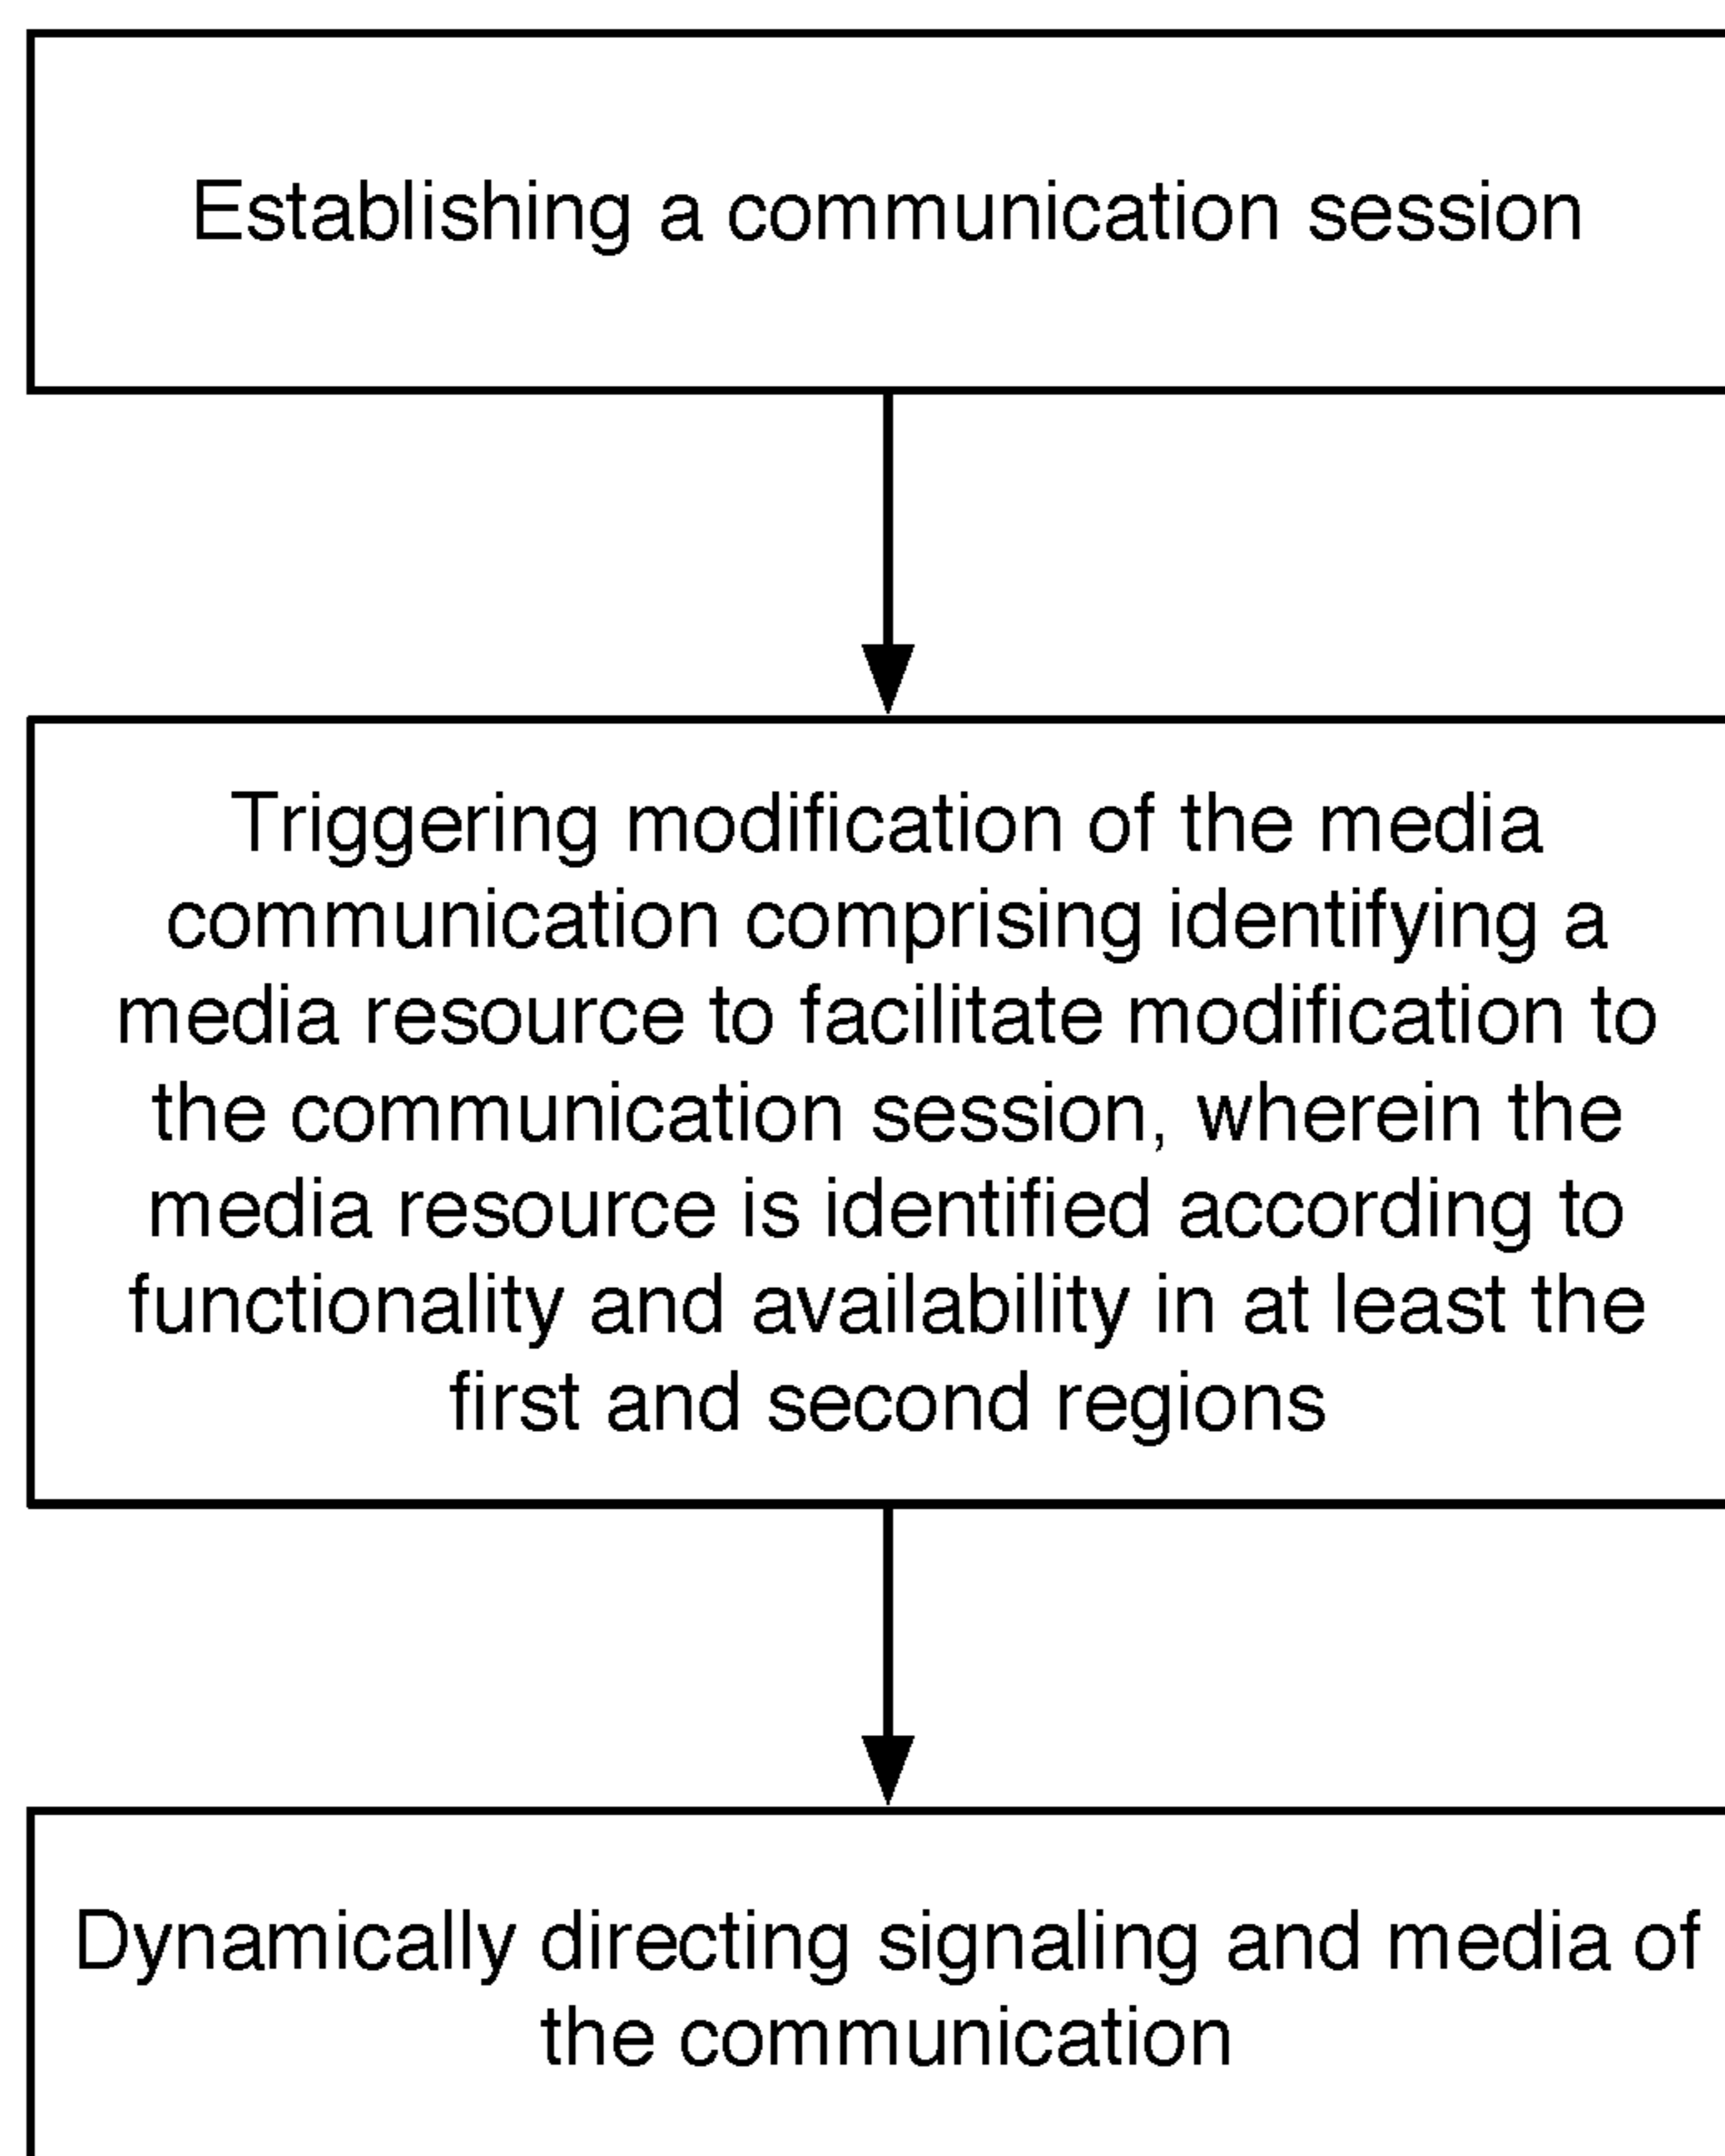 Establishing a communication session
Triggering modification of the media
communication comprising identifying a
media resource to facilitate modification to
the communication session, wherein the
media resource is identified according to
functionality and availability in at least the
first and second regions
Dynamically directing signaling and media of
the communication